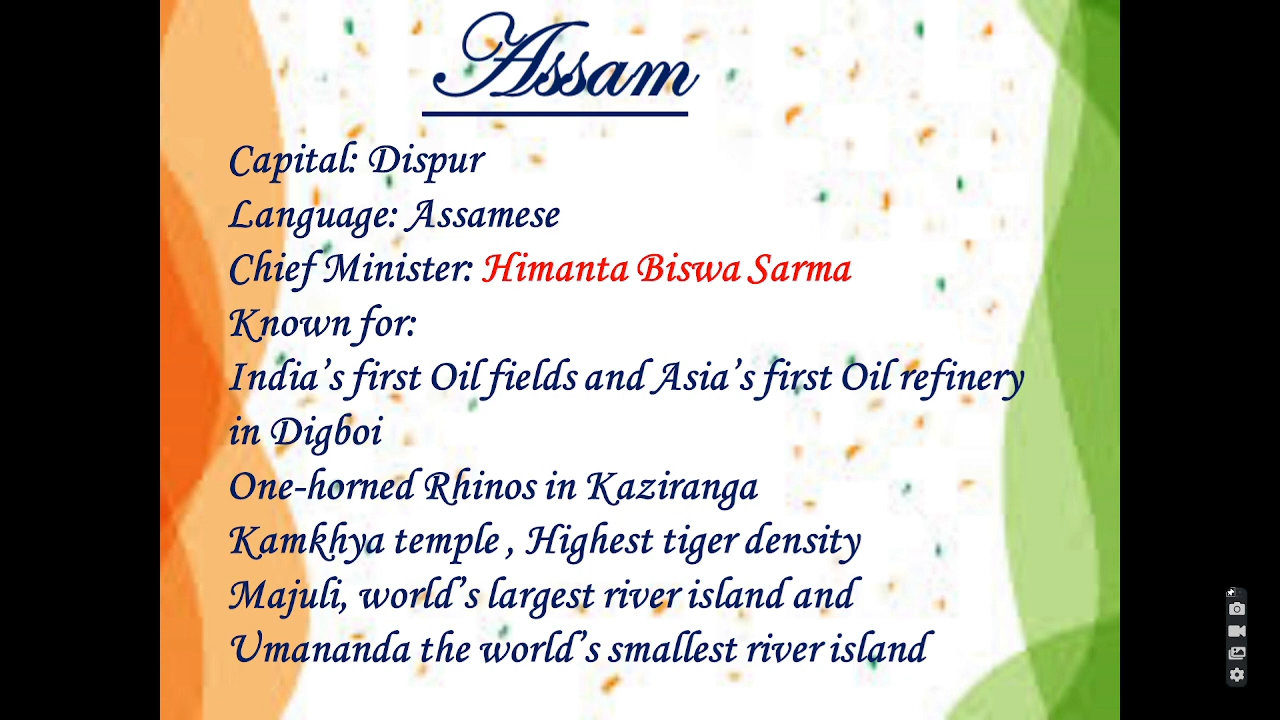 Assam
Capital: Dispur
Language: Assamese
Chief Minister: Himanta Biswa Sarma
Known for:
India’s first Oil fields and Asia’s first Oil refinery
in Digboi
One-horned Rhinos in Kaziranga
Kamkhya temple , Highest tiger density
Majuli, world’s largest river island and
Umananda the world’s smallest river island